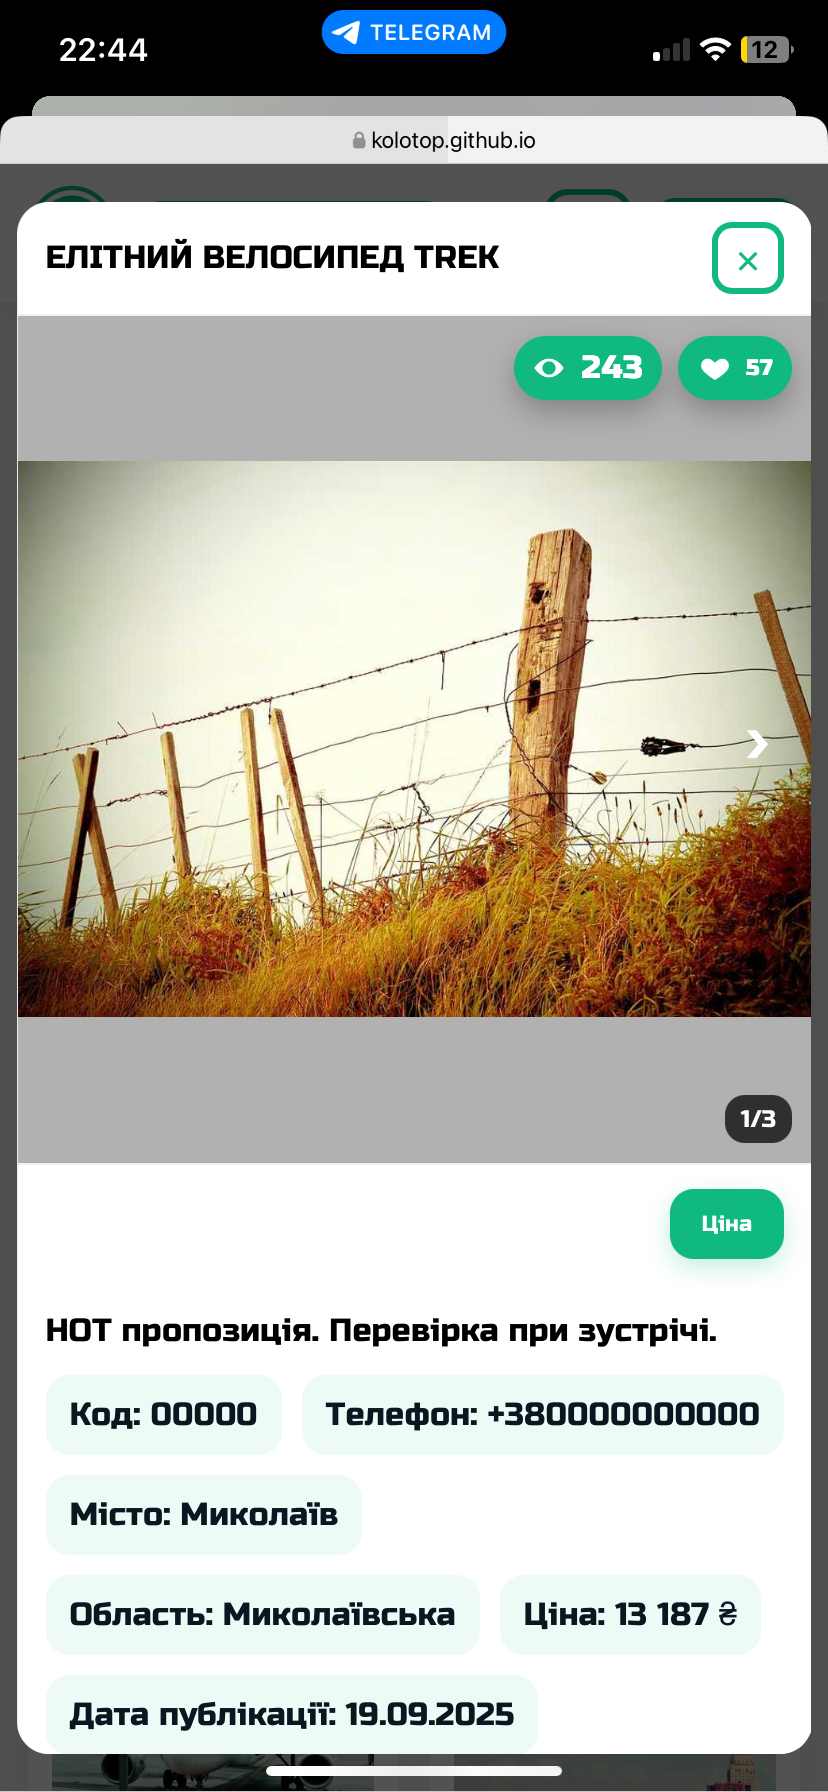 22:44
TELEGRAM
12
kolotop.github.io
ЕЛІТНИЙ ВЕЛОСИПЕД TREK
×
243
57
1/3
Ціна
HOT пропозиція. Перевірка при зустрічі.
Код: 00000
Телефон: +380000000000
Місто: Миколаїв
Область: Миколаївська
Ціна: 13 187 ₴
Дата публікації: 19.09.2025